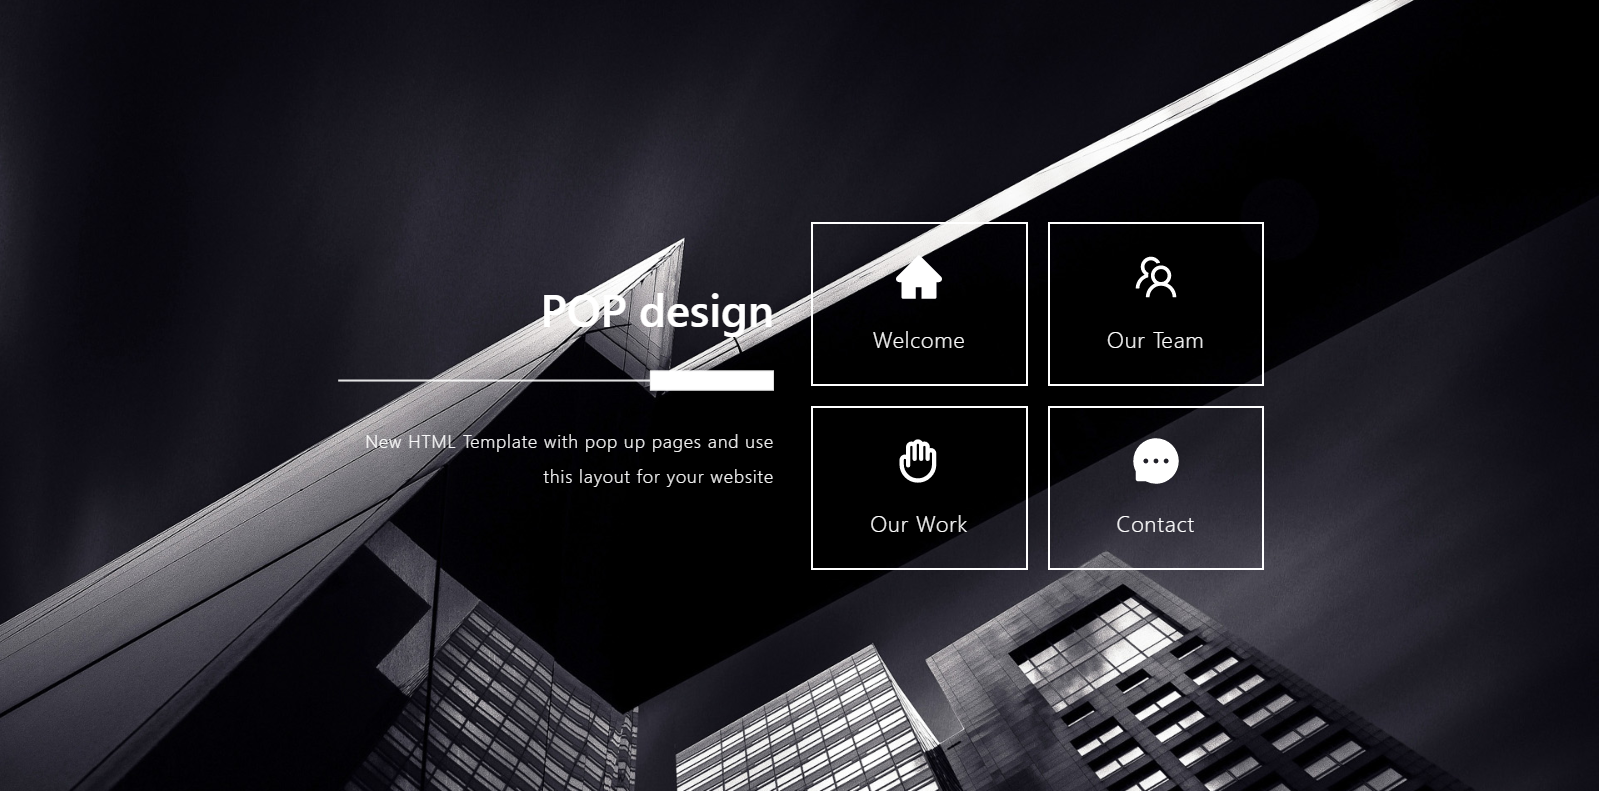 POP design
New HTML Template with pop up pages and use
this layout for your website
Welcome
Our Team
Our Work
Contact